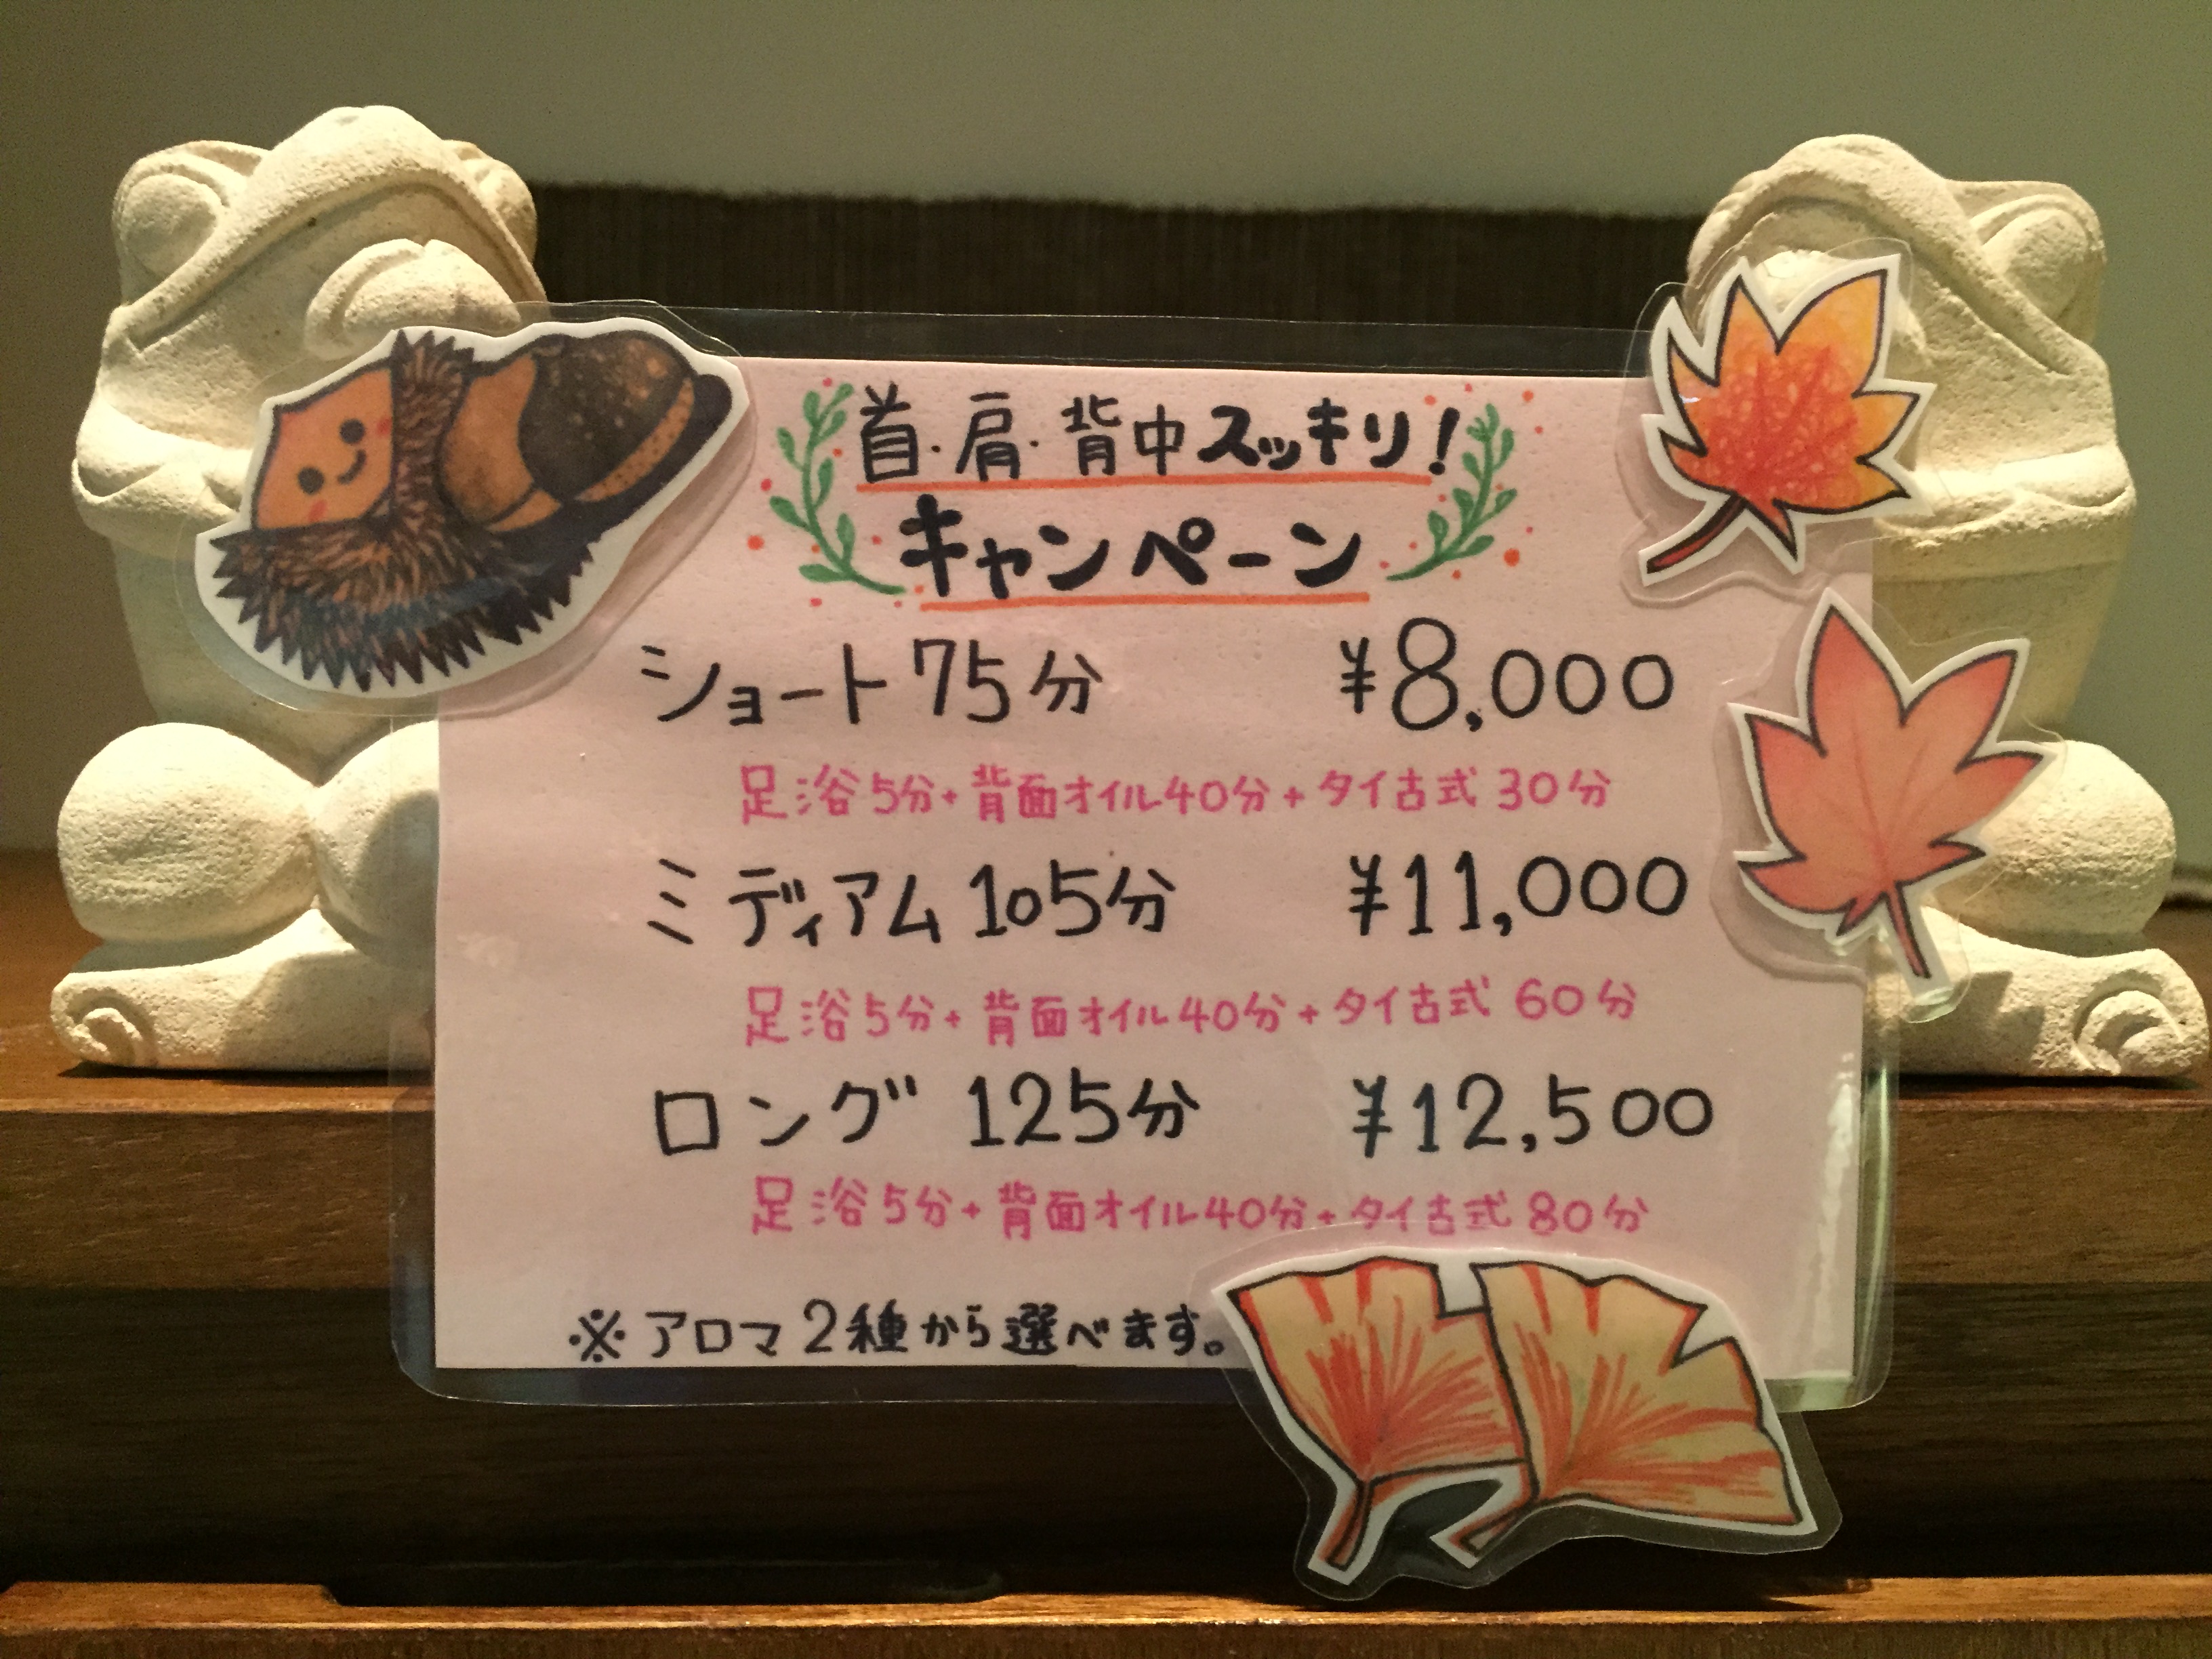 首・肩・背中スッキリ!
キャンペーン
ショート75分 ¥8,000
足浴5分+背面オイル40分+タイ古式30分
ミディアム105分 ¥11,000
足浴5分+背面オイル40分+タイ古式60分
ロング125分 ¥12,500
足浴5分+背面オイル40分+タイ古式80分
※アロマ2種から選べます。